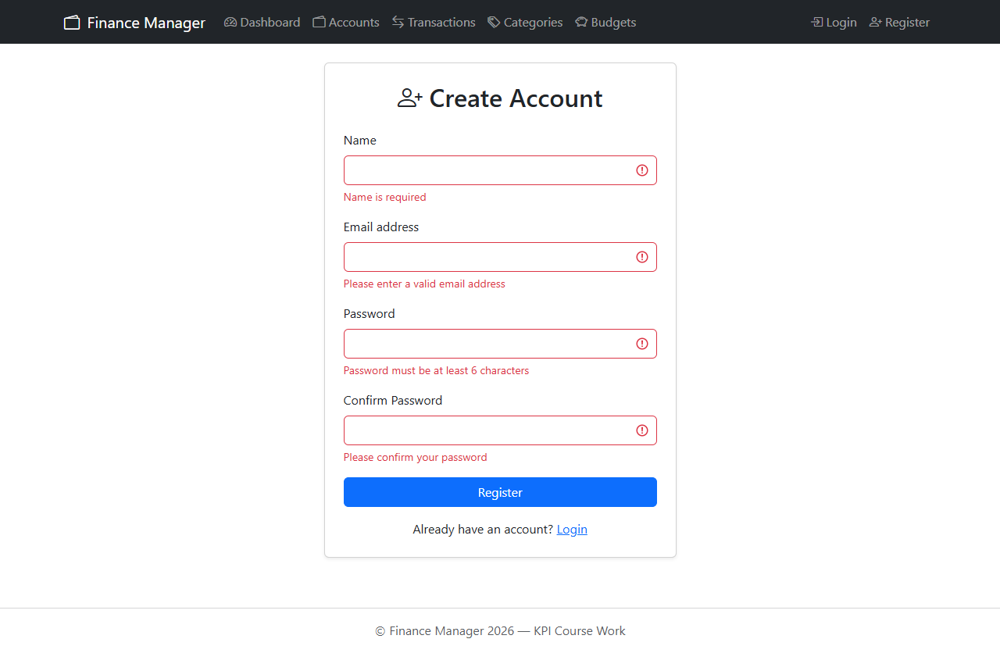 Finance Manager Dashboard Accounts Transactions Categories Budgets Login Register
Create Account
Name
Name is required
Email address
Please enter a valid email address
Password
Password must be at least 6 characters
Confirm Password
Please confirm your password
Register
Already have an account? Login
© Finance Manager 2026 — KPI Course Work